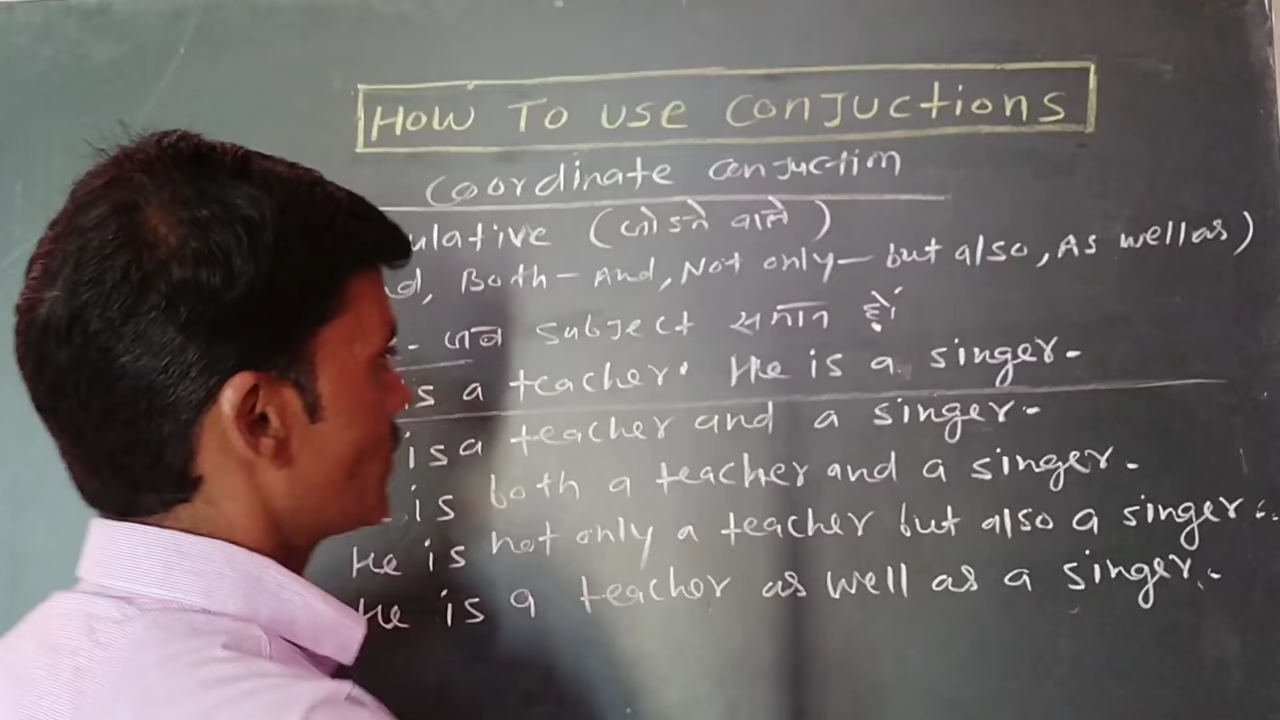 HOW TO USE CONJUCTIONS
Coordinate conjuction
ulative (जोडने वाले)
d, Both - And, Not only - but also, As well as)
- जब subject समान हों
is a teacher. He is a singer.
is a teacher and a singer.
is both a teacher and a singer.
He is not only a teacher but also a singer.
He is a teacher as well as a singer.